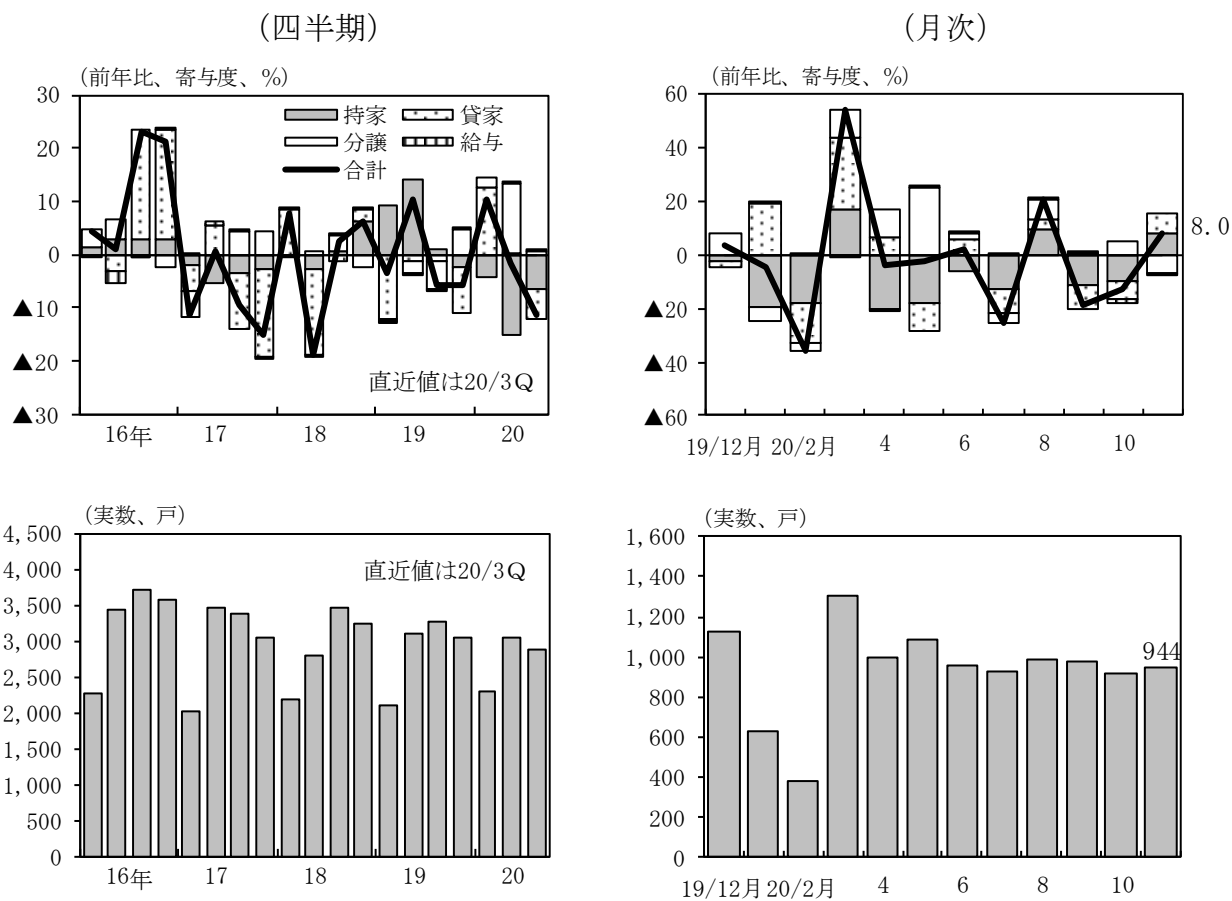 (四半期)
(前年比、寄与度、%)
30
20
10
0
▲10
▲20
▲30
持家
貸家
分譲
給与
合計
直近値は20/3Q
16年 17 18 19 20
(月次)
(前年比、寄与度、%)
60
40
20
0
▲20
▲40
▲60
8.0
19/12月 20/2月 4 6 8 10
(実数、戸)
4,500
4,000
3,500
3,000
2,500
2,000
1,500
1,000
500
0
直近値は20/3Q
16年 17 18 19 20
(実数、戸)
1,600
1,400
1,200
1,000
800
600
400
200
0
944
19/12月 20/2月 4 6 8 10